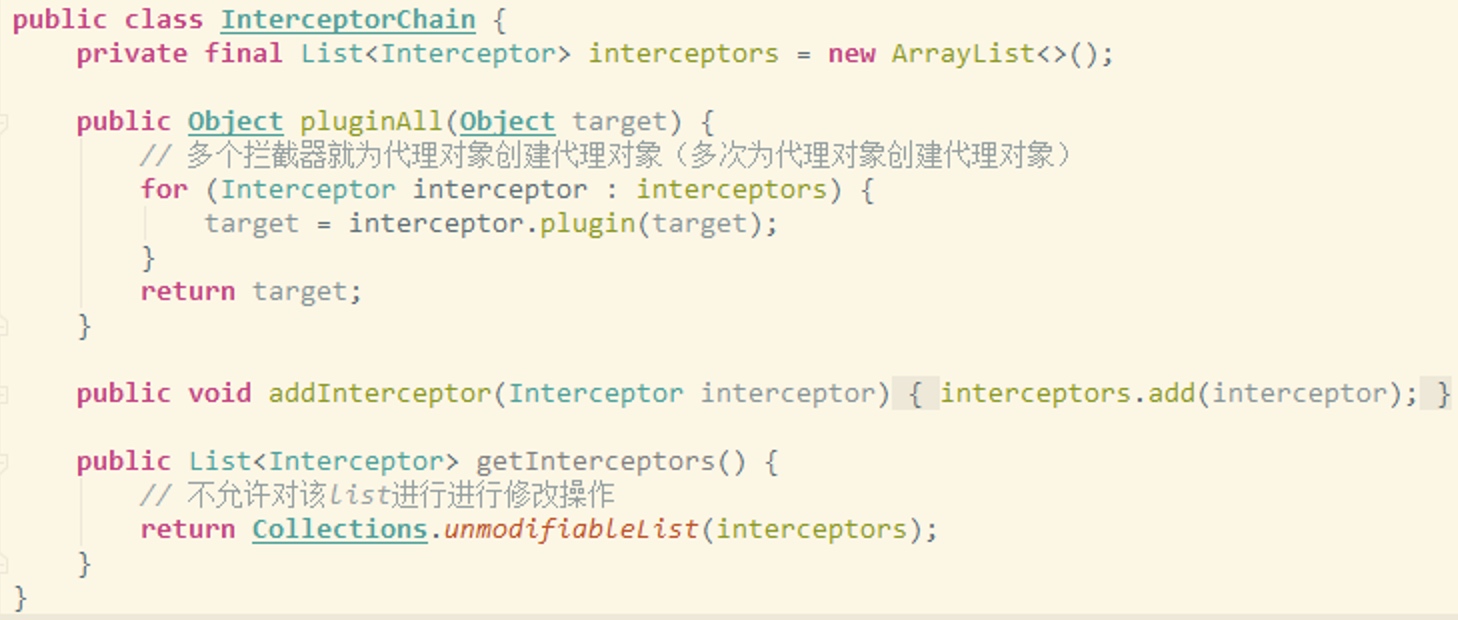 public class InterceptorChain {
    private final List<Interceptor> interceptors = new ArrayList<>();
    public Object pluginAll(Object target) {
        // 多个拦截器就为代理对象创建代理对象（多次为代理对象创建代理对象）
        for (Interceptor interceptor : interceptors) {
            target = interceptor.plugin(target);
        }
        return target;
    }
    public void addInterceptor(Interceptor interceptor) { interceptors.add(interceptor); }
    public List<Interceptor> getInterceptors() {
        // 不允许对该list进行进行修改操作
        return Collections.unmodifiableList(interceptors);
    }
}